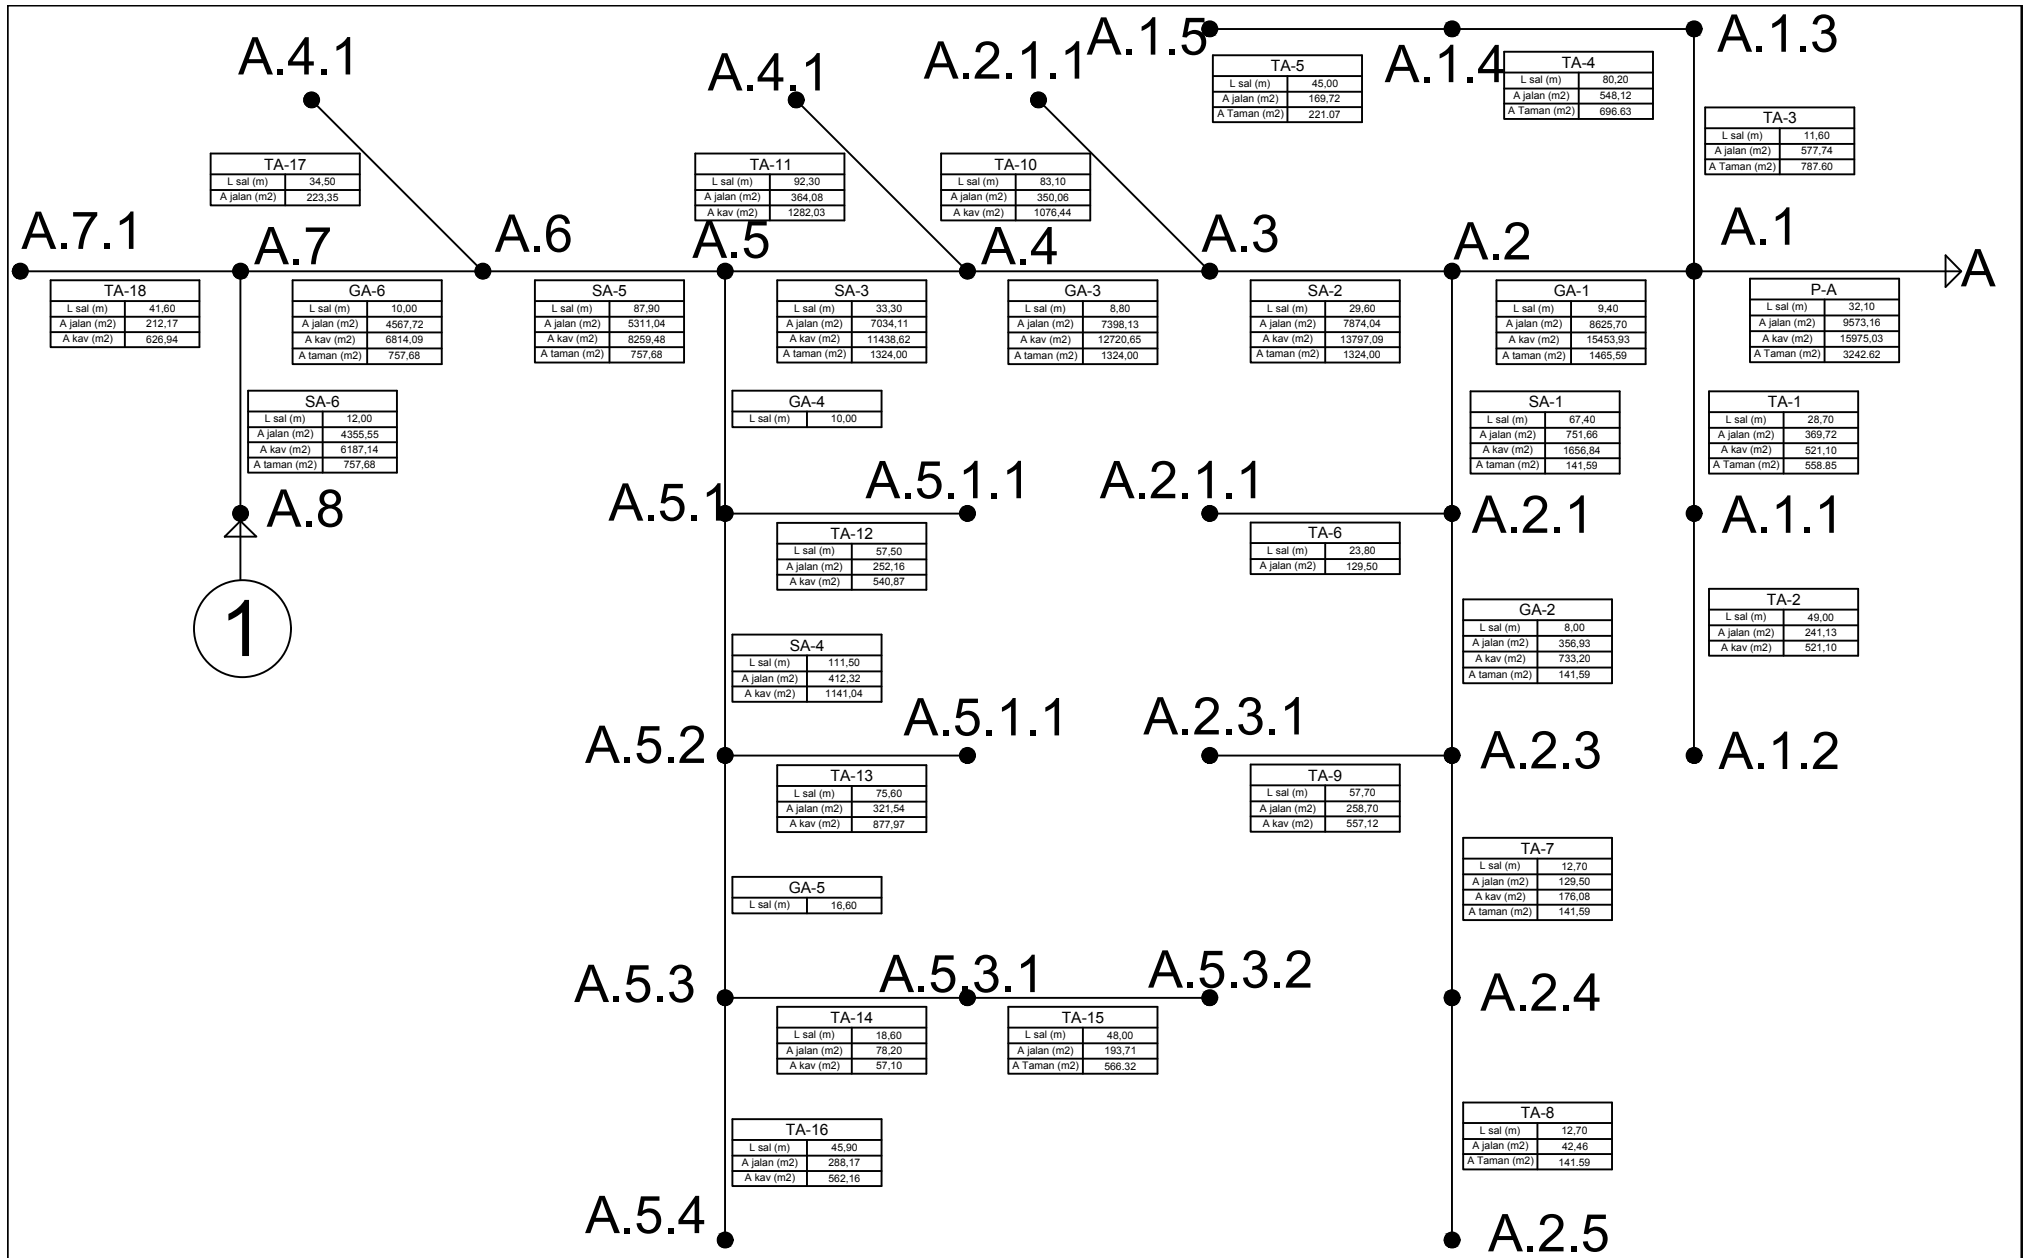 A.1.5
A.1.4
A.1.3
A.4.1
A.4.1
A.2.1.1
TA-5
L sal (m) 45,00
A jalan (m2) 169,72
A Taman (m2) 221.07
TA-4
L sal (m) 80,20
A jalan (m2) 548,12
A Taman (m2) 696.63
TA-3
L sal (m) 11,60
A jalan (m2) 577,74
A Taman (m2) 787.60
TA-17
L sal (m) 34,50
A jalan (m2) 223,35
TA-11
L sal (m) 92,30
A jalan (m2) 364,08
A kav (m2) 1282,03
TA-10
L sal (m) 83,10
A jalan (m2) 350,06
A kav (m2) 1076,44
A.7.1
A.7
A.6
A.5
A.4
A.3
A.2
A.1
A
TA-18
L sal (m) 41,60
A jalan (m2) 212,17
A kav (m2) 626,94
GA-6
L sal (m) 10,00
A jalan (m2) 4567,72
A kav (m2) 6814,09
A taman (m2) 757,68
SA-5
L sal (m) 87,90
A jalan (m2) 5311,04
A kav (m2) 8259,48
A taman (m2) 757,68
SA-3
L sal (m) 33,30
A jalan (m2) 7034,11
A kav (m2) 11438,62
A taman (m2) 1324,00
GA-3
L sal (m) 8,80
A jalan (m2) 7398,13
A kav (m2) 12720,65
A taman (m2) 1324,00
SA-2
L sal (m) 29,60
A jalan (m2) 7874,04
A kav (m2) 13797,09
A taman (m2) 1324,00
GA-1
L sal (m) 9,40
A jalan (m2) 8625,70
A kav (m2) 15453,93
A taman (m2) 1465,59
P-A
L sal (m) 32,10
A jalan (m2) 9573,16
A kav (m2) 15975,03
A Taman (m2) 3242.62
SA-6
L sal (m) 12,00
A jalan (m2) 4355,55
A kav (m2) 6187,14
A taman (m2) 757,68
GA-4
L sal (m) 10,00
SA-1
L sal (m) 67,40
A jalan (m2) 751,66
A kav (m2) 1656,84
A taman (m2) 141,59
TA-1
L sal (m) 28,70
A jalan (m2) 369,72
A kav (m2) 521,10
A Taman (m2) 558.85
A.8
A.5.1
A.5.1.1
A.2.1.1
A.2.1
A.1.1
TA-12
L sal (m) 57,50
A jalan (m2) 252,16
A kav (m2) 540,87
TA-6
L sal (m) 23,80
A jalan (m2) 129,50
1
GA-2
L sal (m) 8,00
A jalan (m2) 356,93
A kav (m2) 733,20
A taman (m2) 141,59
TA-2
L sal (m) 49,00
A jalan (m2) 241,13
A kav (m2) 521,10
SA-4
L sal (m) 111,50
A jalan (m2) 412,32
A kav (m2) 1141,04
A.5.2
A.5.1.1
A.2.3.1
A.2.3
A.1.2
TA-13
L sal (m) 75,60
A jalan (m2) 321,54
A kav (m2) 877,97
TA-9
L sal (m) 57,70
A jalan (m2) 258,70
A kav (m2) 557,12
TA-7
L sal (m) 12,70
A jalan (m2) 129,50
A kav (m2) 176,08
A taman (m2) 141,59
GA-5
L sal (m) 16,60
A.5.3
A.5.3.1
A.5.3.2
A.2.4
TA-14
L sal (m) 18,60
A jalan (m2) 78,20
A kav (m2) 57,10
TA-15
L sal (m) 48,00
A jalan (m2) 193,71
A Taman (m2) 566.32
TA-16
L sal (m) 45,90
A jalan (m2) 288,17
A kav (m2) 562,16
TA-8
L sal (m) 12,70
A jalan (m2) 42,46
A Taman (m2) 141.59
A.5.4
A.2.5